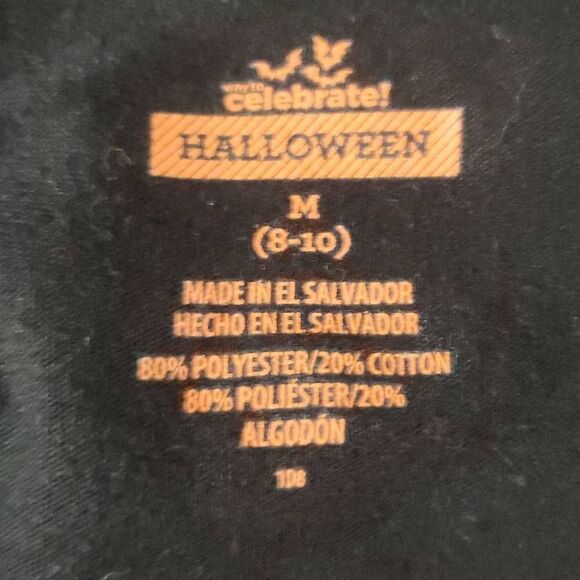 way to
celebrate!
HALLOWEEN
M
(8-10)
MADE IN EL SALVADOR
HECHO EN EL SALVADOR
80% POLYESTER/20% COTTON
80% POLIÉSTER/20%
ALGODÓN